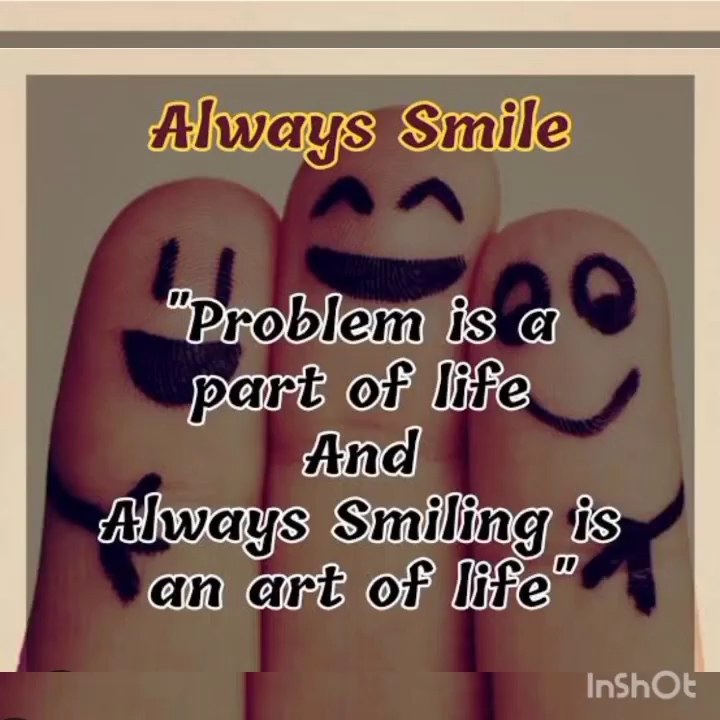 Always Smile
"Problem is a
part of life
And
Always Smiling is
an art of life"
InShOt